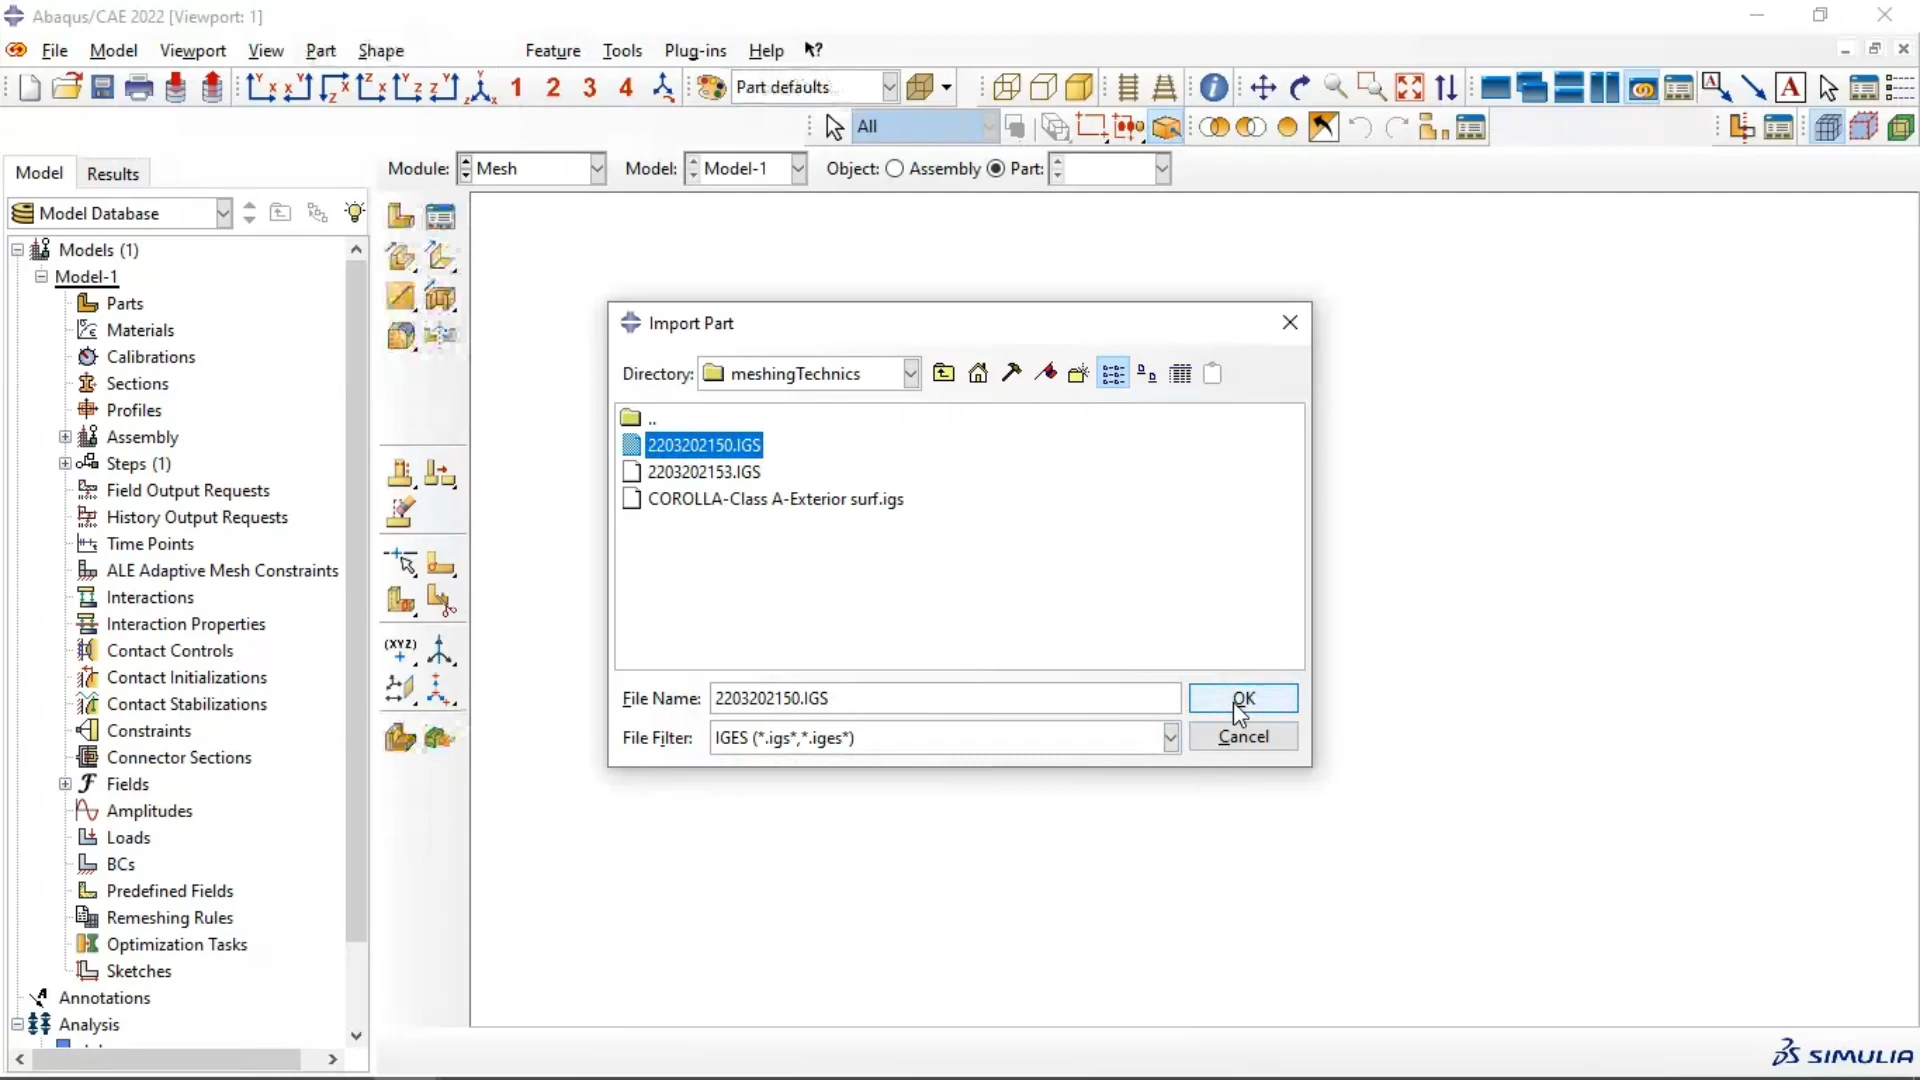 Abaqus/CAE 2022 [Viewport: 1]
File Model Viewport View Part Shape Feature Tools Plug-ins Help
1 2 3 4 Part defaults
All
Model Results
Module: Mesh Model: Model-1 Object: Assembly Part:
Model Database
Models (1)
Model-1
Parts
Materials
Calibrations
Sections
Profiles
Assembly
Steps (1)
Field Output Requests
History Output Requests
Time Points
ALE Adaptive Mesh Constraints
Interactions
Interaction Properties
Contact Controls
Contact Initializations
Contact Stabilizations
Constraints
Connector Sections
Fields
Amplitudes
Loads
BCs
Predefined Fields
Remeshing Rules
Optimization Tasks
Sketches
Annotations
Analysis
(XYZ)
Import Part
Directory: meshingTechnics
..
2203202150.IGS
2203202153.IGS
COROLLA-Class A-Exterior surf.igs
File Name: 2203202150.IGS OK
File Filter: IGES (*.igs*,*.iges*) Cancel
SIMULIA